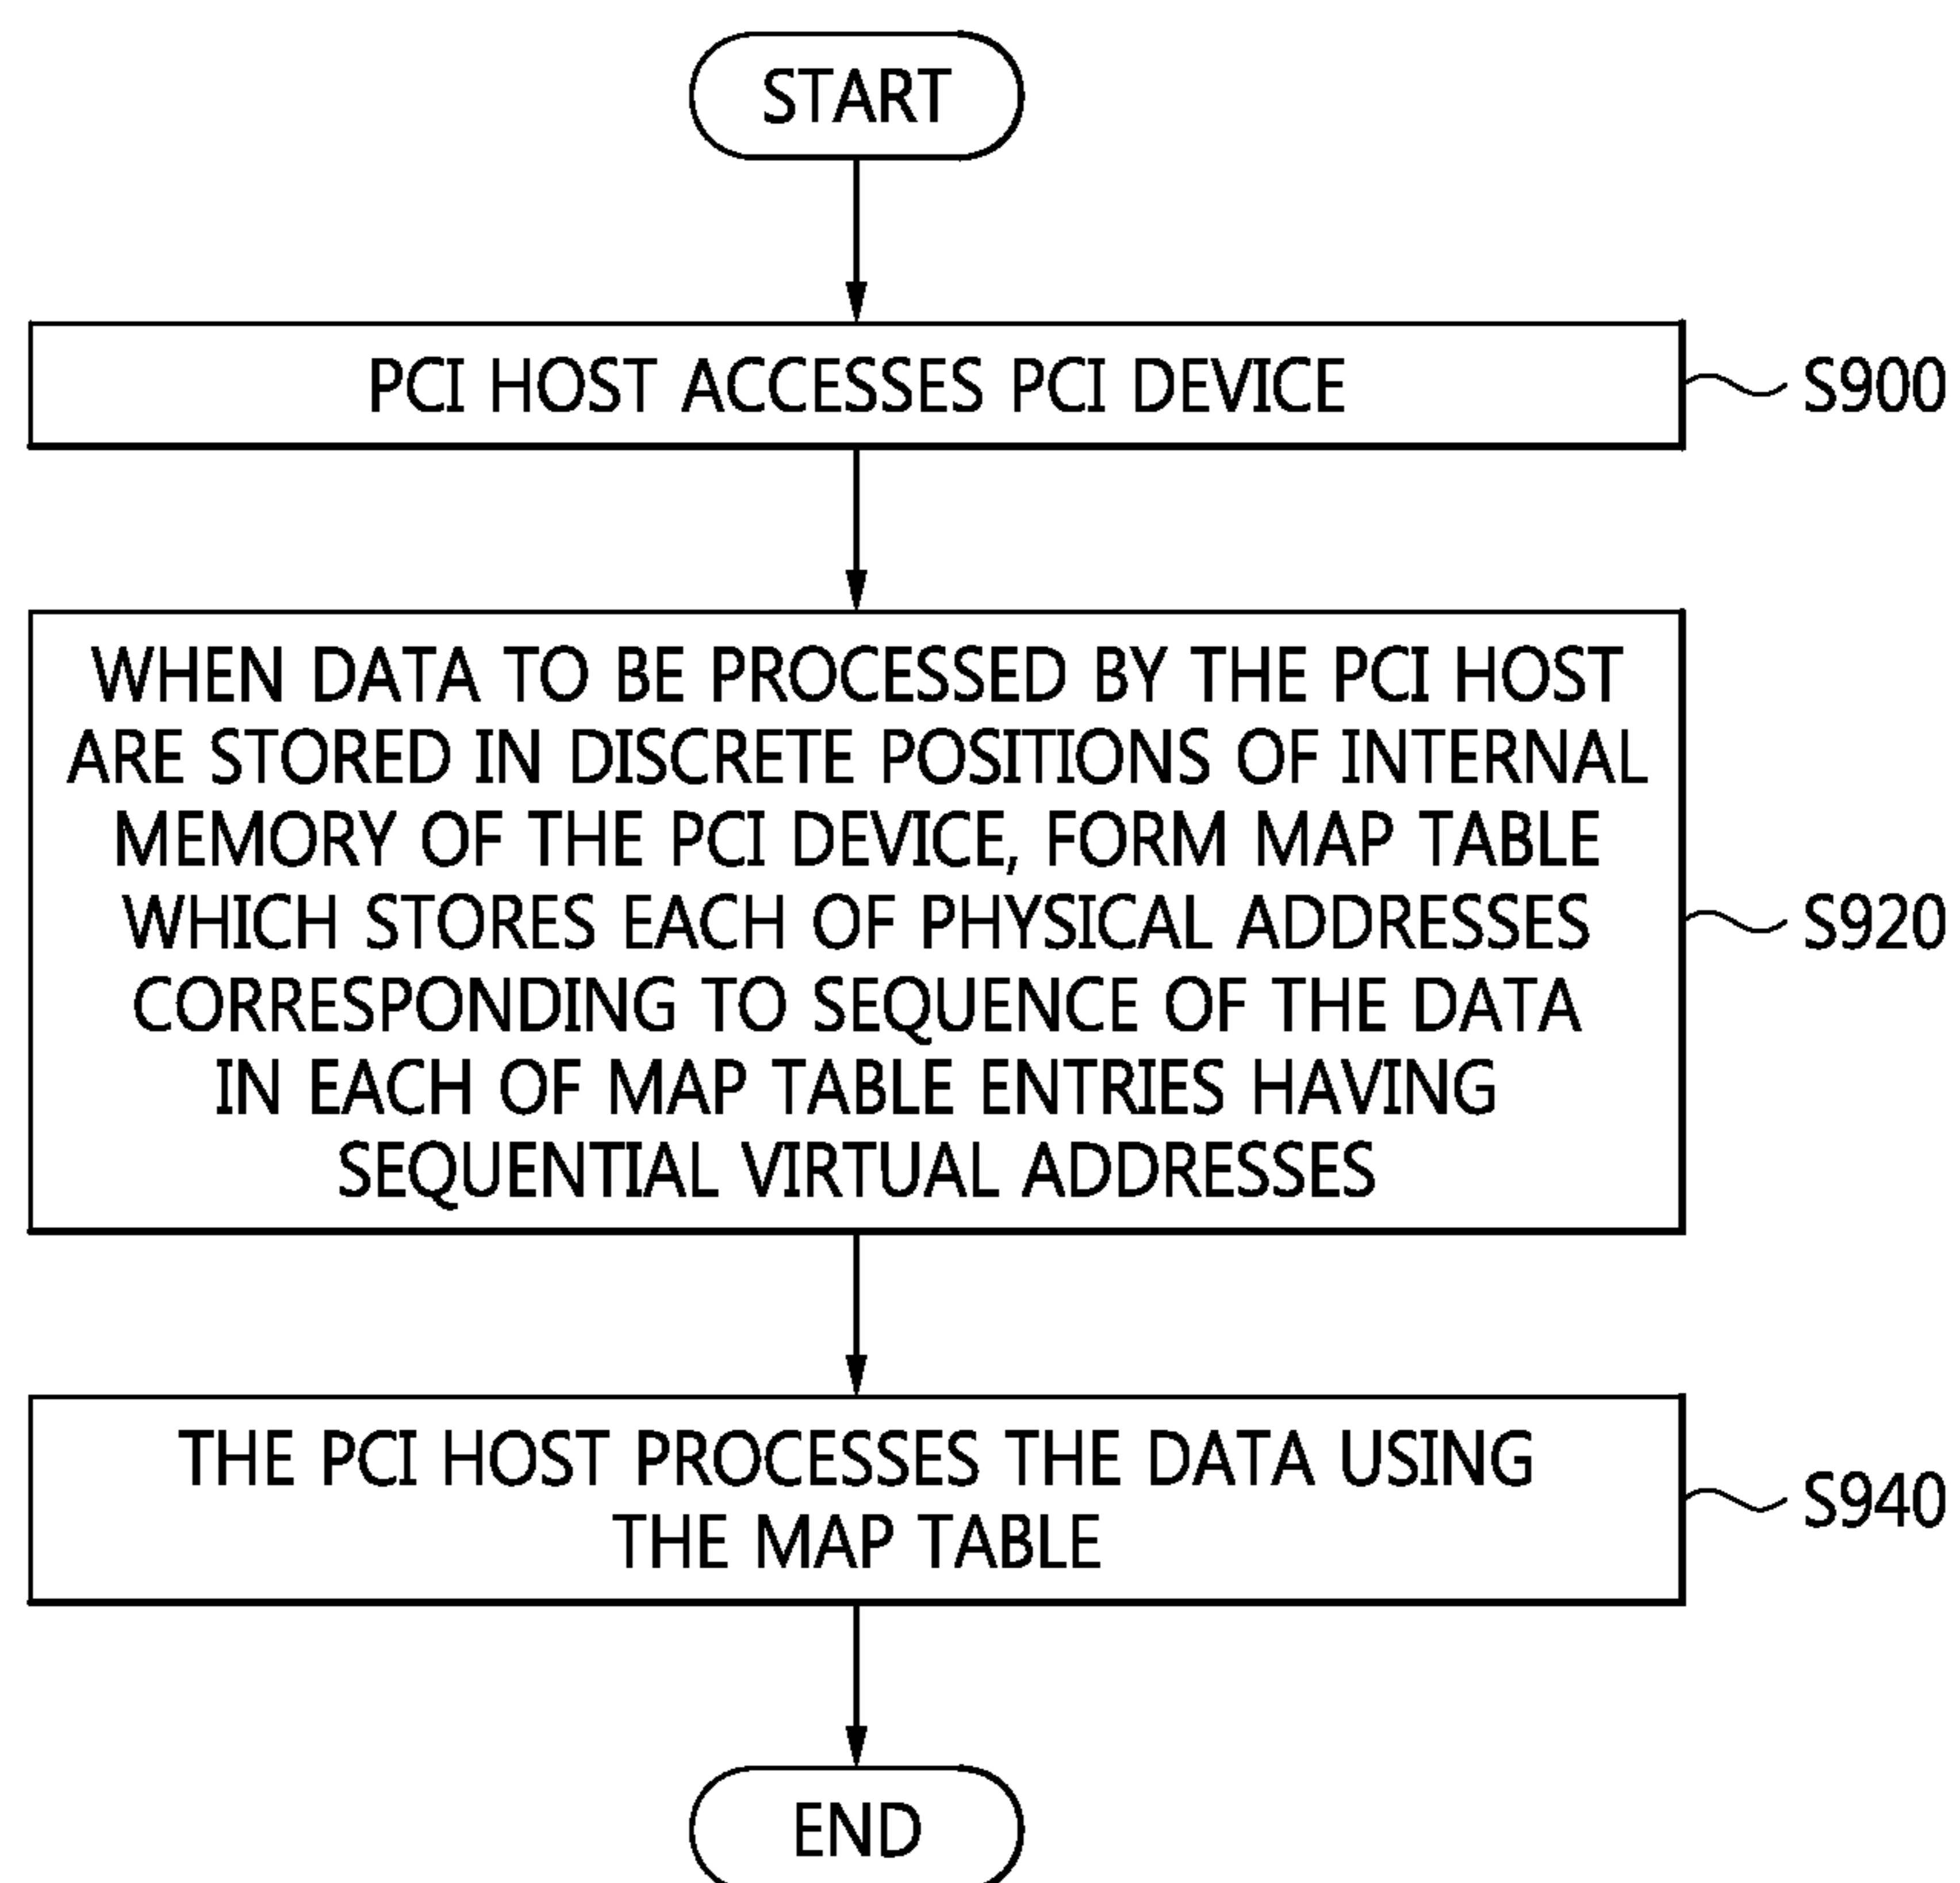 START
PCI HOST ACCESSES PCI DEVICE
S900
WHEN DATA TO BE PROCESSED BY THE PCI HOST
ARE STORED IN DISCRETE POSITIONS OF INTERNAL
MEMORY OF THE PCI DEVICE, FORM MAP TABLE
WHICH STORES EACH OF PHYSICAL ADDRESSES
CORRESPONDING TO SEQUENCE OF THE DATA
IN EACH OF MAP TABLE ENTRIES HAVING
SEQUENTIAL VIRTUAL ADDRESSES
S920
THE PCI HOST PROCESSES THE DATA USING
THE MAP TABLE
S940
END